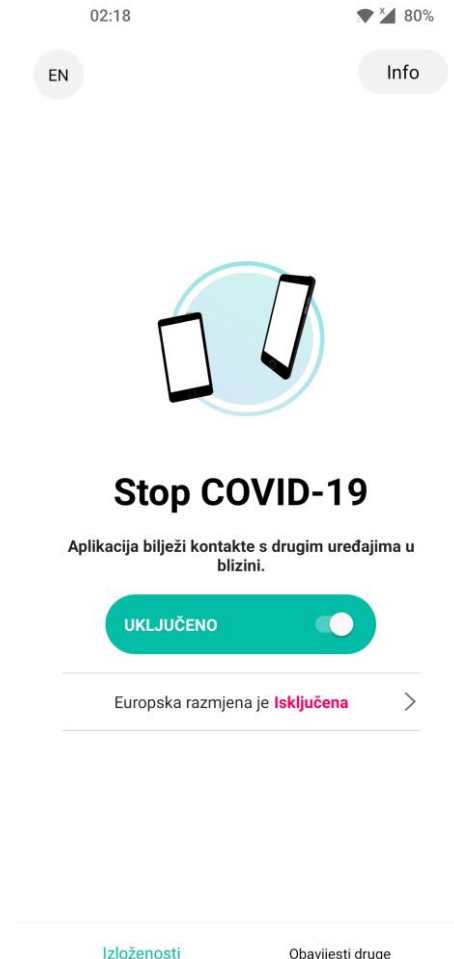 02:18
80%
EN
Info
Stop COVID-19
Aplikacija bilježi kontakte s drugim uređajima u
blizini.
UKLJUČENO
Europska razmjena je Isključena
Izloženosti
Obavijesti druge